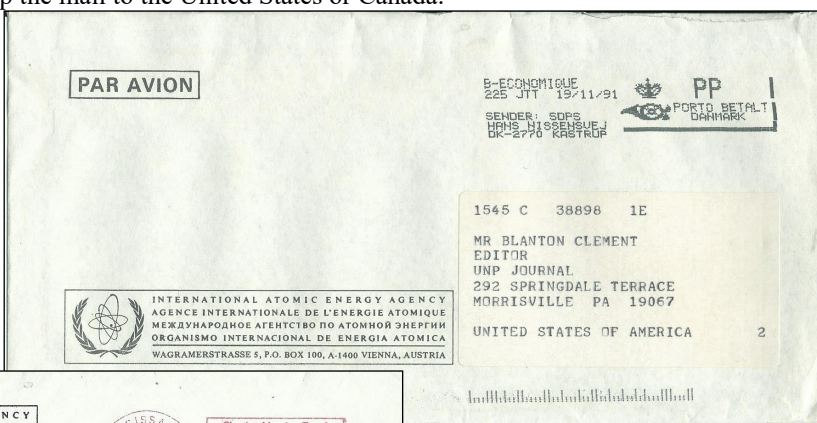 p the mail to the United States or Canada.
PAR AVION
B-ECONOMIQUE
225 JTT 19/11/91
SENDER: SDPS
HANS NISSENSVEJ
DK-2770 KASTRUP
PP
PORTO BETALT
DANMARK
1545 C 38898 1E
MR BLANTON CLEMENT
EDITOR
UNP JOURNAL
292 SPRINGDALE TERRACE
MORRISVILLE PA 19067
UNITED STATES OF AMERICA 2
INTERNATIONAL ATOMIC ENERGY AGENCY
AGENCE INTERNATIONALE DE L'ENERGIE ATOMIQUE
МЕЖДУНАРОДНОЕ АГЕНТСТВО ПО АТОМНОЙ ЭНЕРГИИ
ORGANISMO INTERNACIONAL DE ENERGIA ATOMICA
WAGRAMERSTRASSE 5, P.O. BOX 100, A-1400 VIENNA, AUSTRIA
NCY